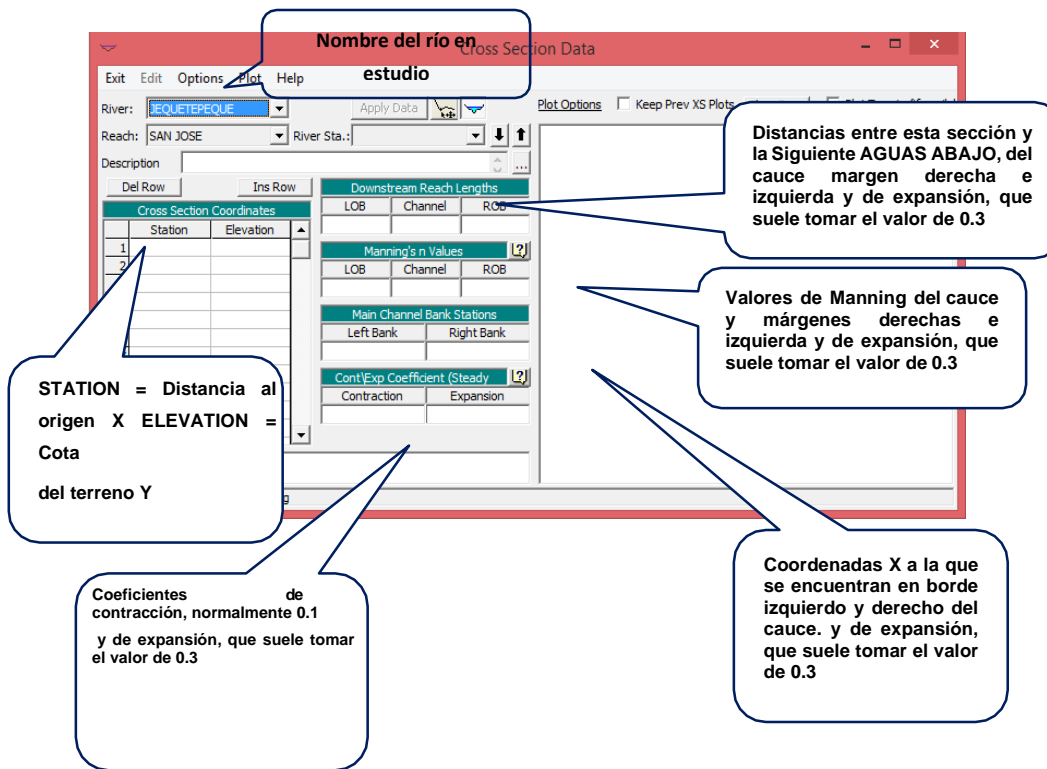 Nombre del río en
estudio
Cross Section Data
Exit Edit Options Plot Help
River: JEQUETEPEQUE
Apply Data
Plot Options Keep Prev XS Plots
Reach: SAN JOSE
River Sta.:
Description
...
Del Row Ins Row
Cross Section Coordinates
Station Elevation
1
2
Downstream Reach Lengths
LOB Channel ROB
Manning's n Values
LOB Channel ROB
Main Channel Bank Stations
Left Bank Right Bank
Cont\Exp Coefficient (Steady
Contraction Expansion
Distancias entre esta sección y
la Siguiente AGUAS ABAJO, del
cauce margen derecha e
izquierda y de expansión, que
suele tomar el valor de 0.3
Valores de Manning del cauce
y márgenes derechas e
izquierda y de expansión, que
suele tomar el valor de 0.3
STATION = Distancia al
origen X ELEVATION =
Cota
del terreno Y
Coeficientes de
contracción, normalmente 0.1
y de expansión, que suele tomar
el valor de 0.3
Coordenadas X a la que
se encuentran en borde
izquierdo y derecho del
cauce. y de expansión,
que suele tomar el valor
de 0.3